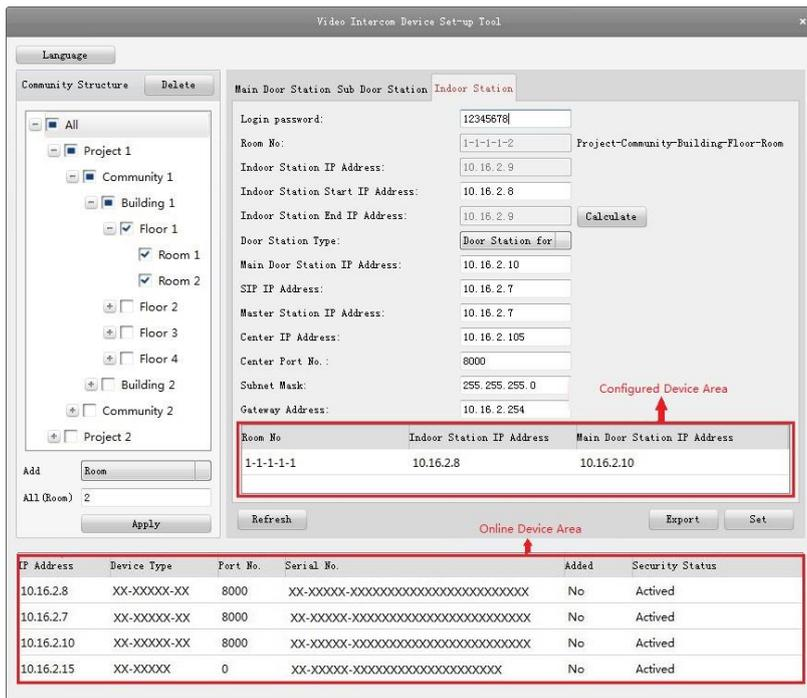 Video Intercom Device Set-up Tool
Language
Community Structure Delete
All
Project 1
Community 1
Building 1
Floor 1
Room 1
Room 2
Floor 2
Floor 3
Floor 4
Building 2
Community 2
Project 2
Add Room
All(Room) 2
Apply
Main Door Station Sub Door Station Indoor Station
Login password: 12345678
Room No: 1-1-1-1-2 Project-Community-Building-Floor-Room
Indoor Station IP Address: 10.16.2.9
Indoor Station Start IP Address: 10.16.2.8
Indoor Station End IP Address: 10.16.2.9 Calculate
Door Station Type: Door Station for
Main Door Station IP Address: 10.16.2.10
SIP IP Address: 10.16.2.7
Master Station IP Address: 10.16.2.7
Center IP Address: 10.16.2.105
Center Port No.: 8000
Subnet Mask: 255.255.255.0
Configured Device Area
Gateway Address: 10.16.2.254
Room No Indoor Station IP Address Main Door Station IP Address
1-1-1-1-1 10.16.2.8 10.16.2.10
Refresh Export Set
Online Device Area
IP Address Device Type Port No. Serial No. Added Security Status
10.16.2.8 XX-XXXXX-XX 8000 XX-XXXXX-XXXXXXXXXXXXXXXXXXXXXXXXX No Actived
10.16.2.7 XX-XXXXX-XX 8000 XX-XXXXX-XXXXXXXXXXXXXXXXXXXXXXXXX No Actived
10.16.2.10 XX-XXXXX-XX 8000 XX-XXXXX-XXXXXXXXXXXXXXXXXXXXXXXXX No Actived
10.16.2.15 XX-XXXXX 0 XX-XXXXX-XXXXXXXXXXXXXXXXXXXXX No Actived